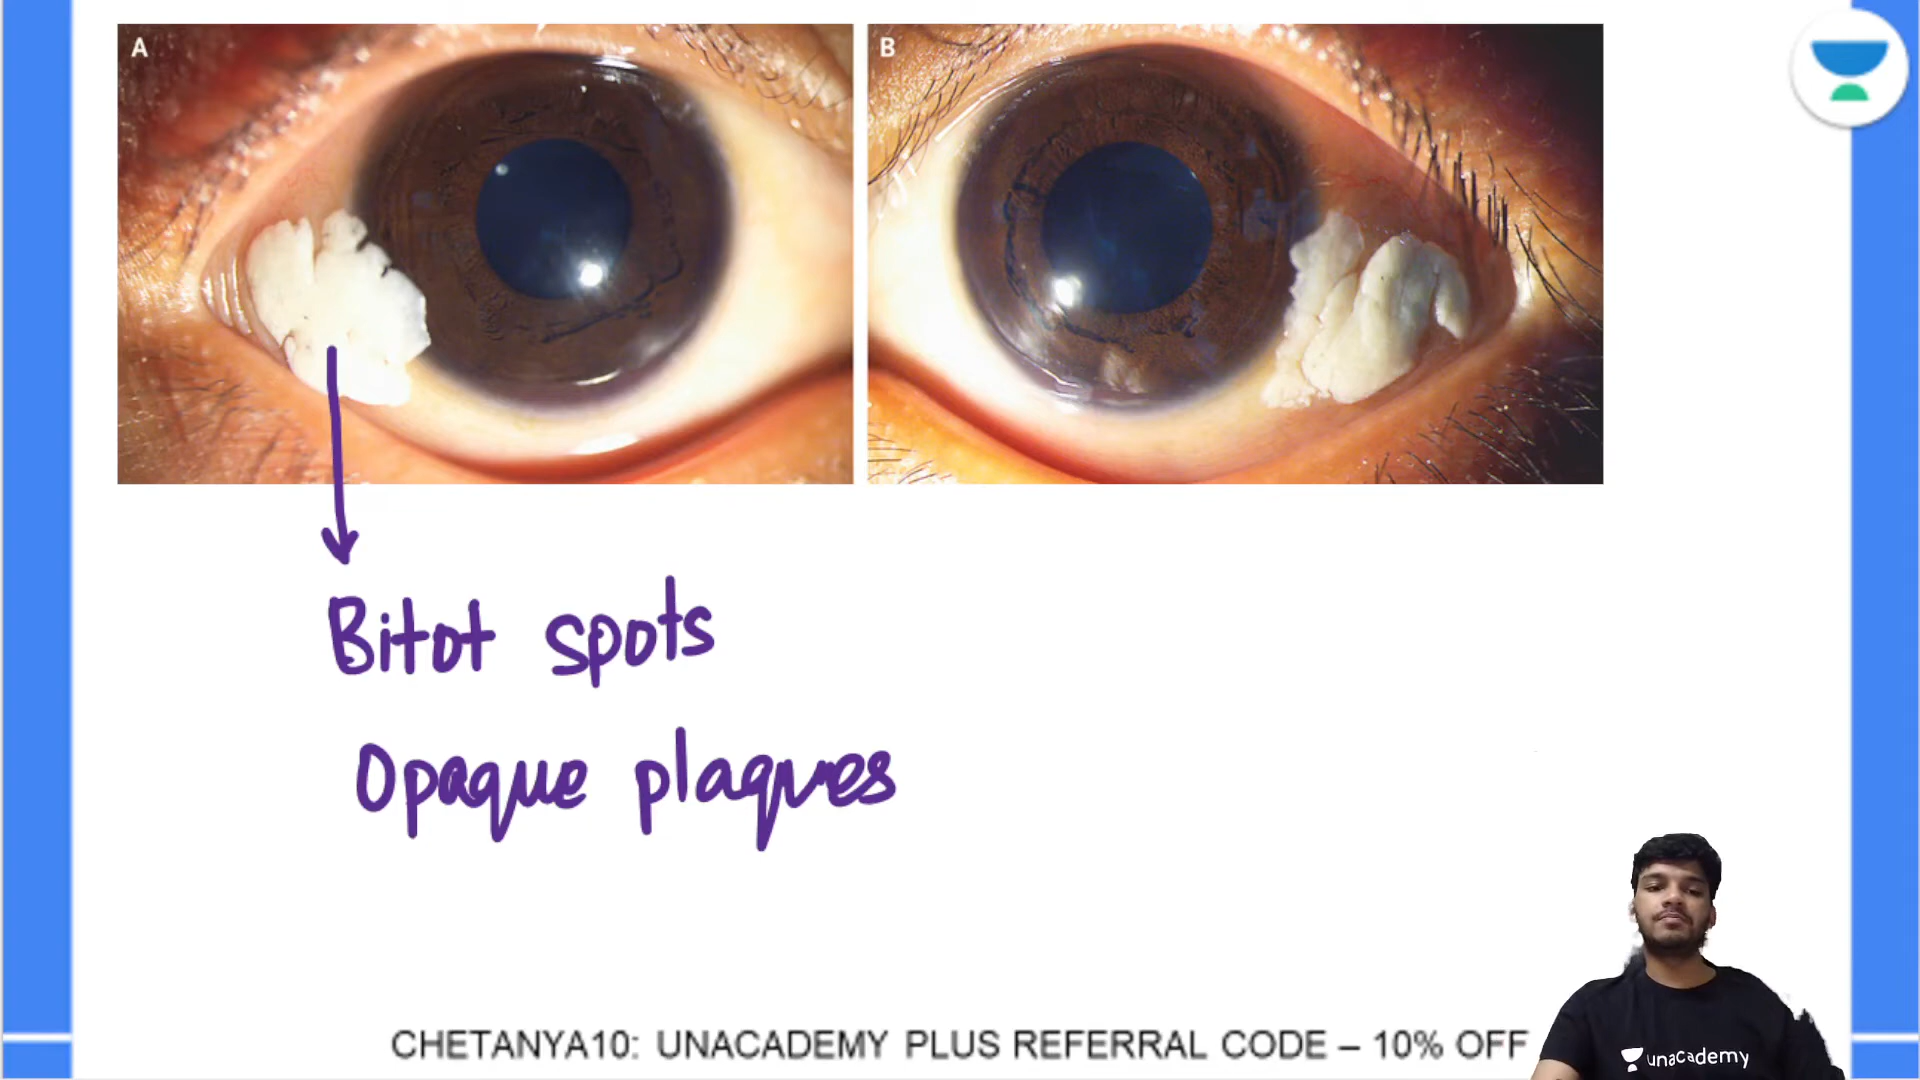 A
B
Bitot spots
Opaque plaques
CHETANYA10: UNACADEMY PLUS REFERRAL CODE – 10% OFF
unacademy